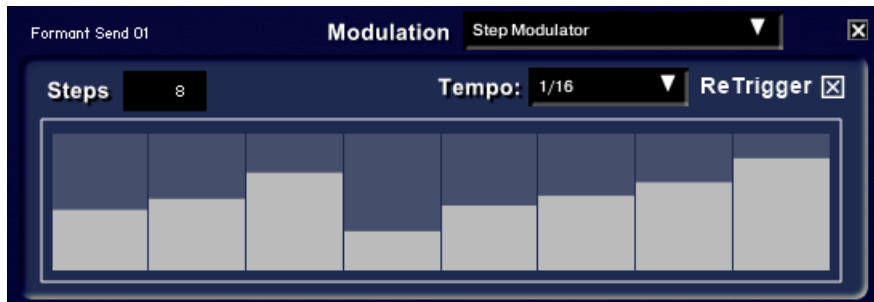 Formant Send 01 Modulation Step Modulator
Steps 8 Tempo: 1/16 ReTrigger